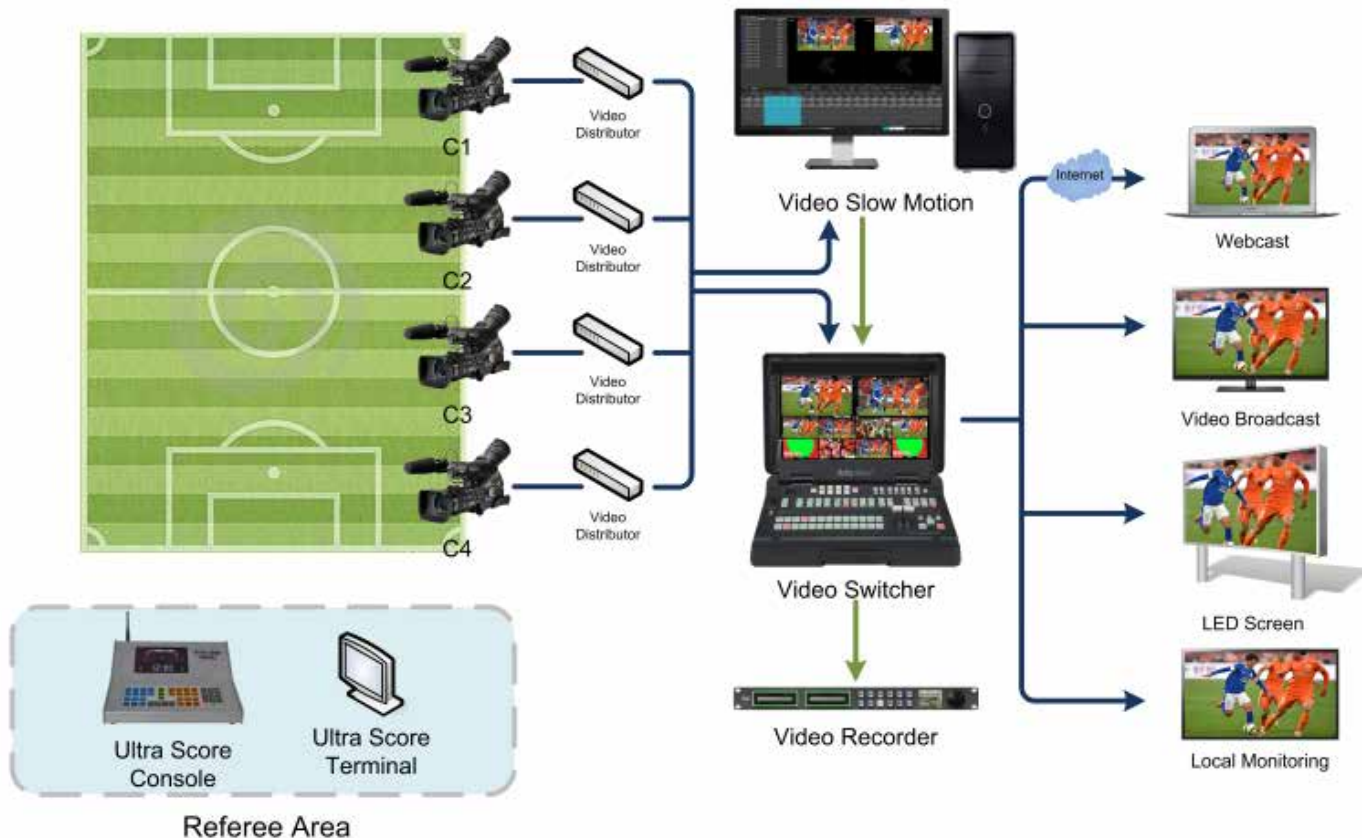 C1
C2
C3
C4
Video
Distributor
Video
Distributor
Video
Distributor
Video
Distributor
Video Slow Motion
Video Switcher
Video Recorder
Internet
Webcast
Video Broadcast
LED Screen
Local Monitoring
Ultra Score
Console
Ultra Score
Terminal
Referee Area